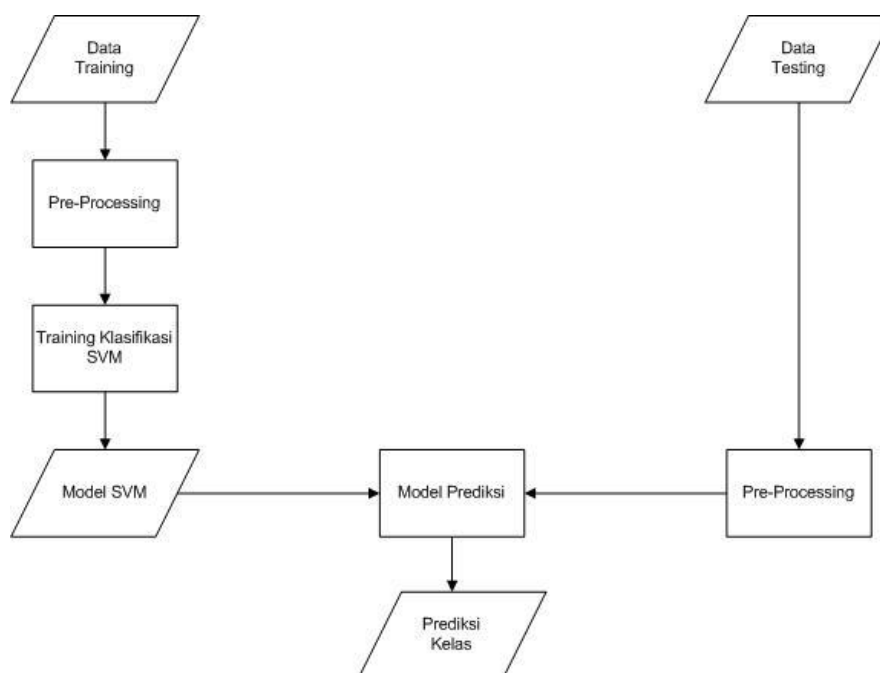 Data
Training
Data
Testing
Pre-Processing
Training Klasifikasi
SVM
Model SVM
Model Prediksi
Pre-Processing
Prediksi
Kelas